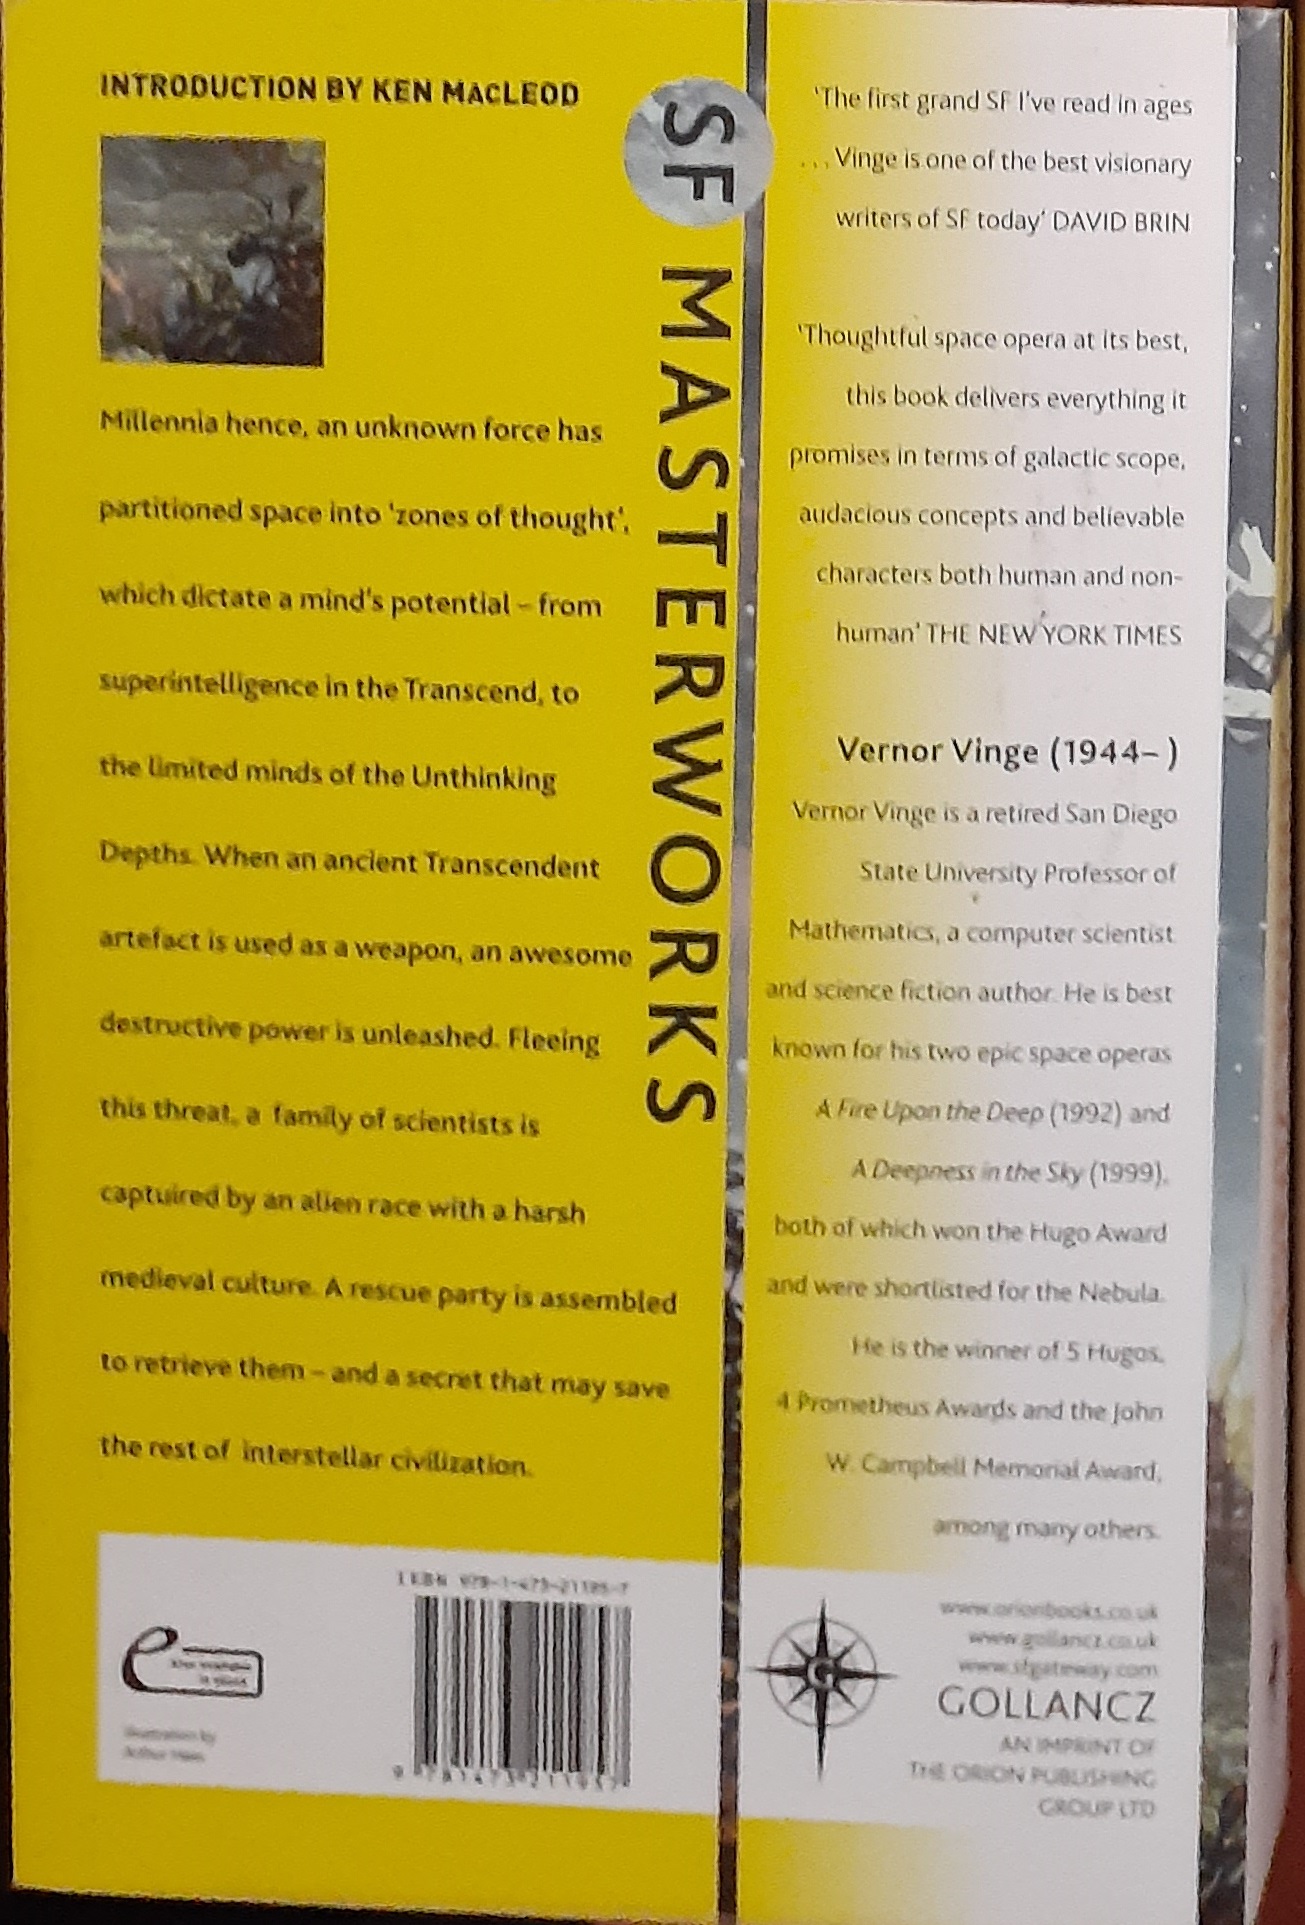 INTRODUCTION BY KEN MACLEOD
Millennia hence, an unknown force has
partitioned space into 'zones of thought',
which dictate a mind's potential – from
superintelligence in the Transcend, to
the limited minds of the Unthinking
Depths. When an ancient Transcendent
artefact is used as a weapon, an awesome
destructive power is unleashed. Fleeing
this threat, a family of scientists is
captuired by an alien race with a harsh
medieval culture. A rescue party is assembled
to retrieve them – and a secret that may save
the rest of interstellar civilization.
SF MASTERWORKS
'The first grand SF I've read in ages
... Vinge is one of the best visionary
writers of SF today' DAVID BRIN
'Thoughtful space opera at its best,
this book delivers everything it
promises in terms of galactic scope,
audacious concepts and believable
characters both human and non-
human' THE NEW YORK TIMES
Vernor Vinge (1944– )
Vernor Vinge is a retired San Diego
State University Professor of
Mathematics, a computer scientist
and science fiction author. He is best
known for his two epic space operas
A Fire Upon the Deep (1992) and
A Deepness in the Sky (1999),
both of which won the Hugo Award
and were shortlisted for the Nebula.
He is the winner of 5 Hugos,
4 Prometheus Awards and the John
W. Campbell Memorial Award,
among many others.
ISBN 978-1-473-21195-7
9 781473 211957
Illustration by
www.orionbooks.co.uk
www.gollancz.co.uk
www.sfgateway.com
G
GOLLANCZ
AN IMPRINT OF
THE ORION PUBLISHING
GROUP LTD